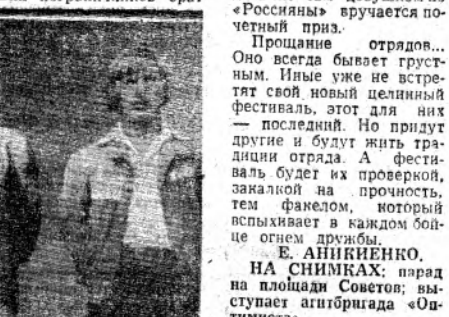 «Россияны» вручается по-
четный приз.
Прощание отрядов...
Оно всегда бывает груст-
ным. Иные уже не встре-
тят свой новый целинный
фестиваль, этот для них
— последний. Но придут
другие и будут жить тра-
диции отряда. А фести-
валь будет их проверкой,
закалкой на прочность,
тем факелом, который
вспыхивает в каждом бой-
це огнем дружбы.
Е. АНИКИЕНКО.
НА СНИМКАХ: парад
на площади Советов; вы-
ступает агитбригада «Оп-